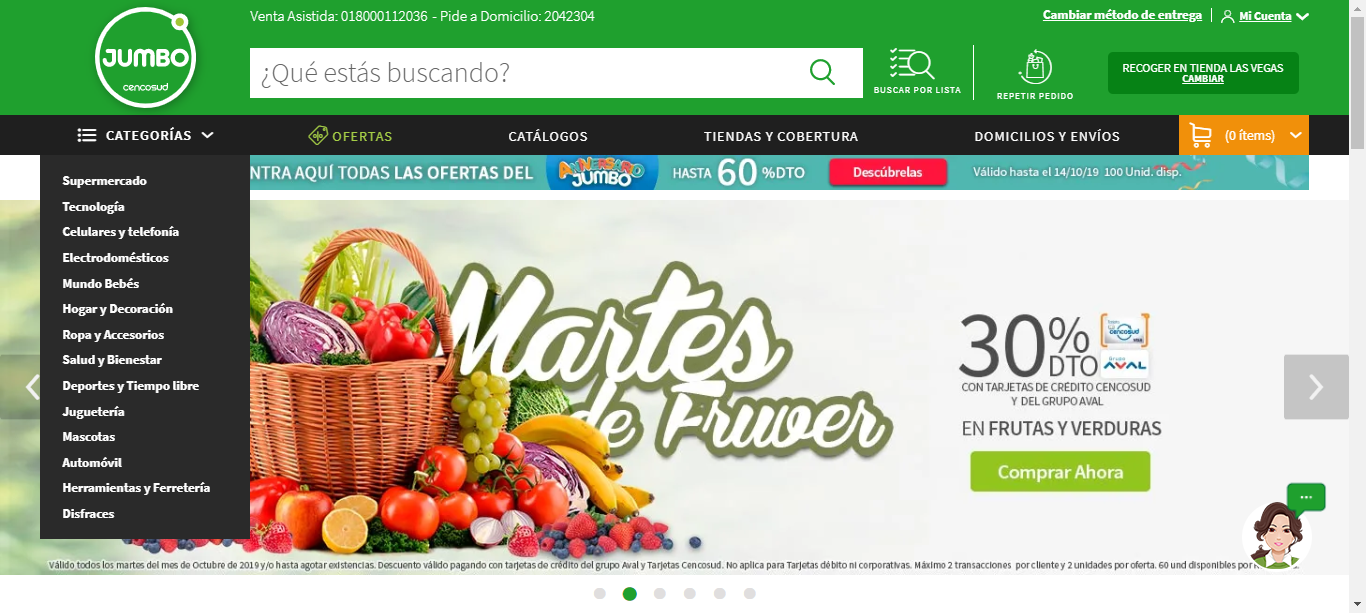 Venta Asistida: 018000112036 - Pide a Domicilio: 2042304
Cambiar método de entrega
Mi Cuenta
JUMBO
cencosud
¿Qué estás buscando?
BUSCAR POR LISTA
REPETIR PEDIDO
RECOGER EN TIENDA LAS VEGAS
CAMBIAR
CATEGORÍAS
OFERTAS
CATÁLOGOS
TIENDAS Y COBERTURA
DOMICILIOS Y ENVÍOS
(0 ítems)
NTRA AQUÍ TODAS LAS OFERTAS DEL
ANIVERSARIO
JUMBO
HASTA 60 %DTO
Descúbrelas
Válido hasta el 14/10/19 100 Unid. disp.
Supermercado
Tecnología
Celulares y telefonía
Electrodomésticos
Mundo Bebés
Hogar y Decoración
Ropa y Accesorios
Salud y Bienestar
Deportes y Tiempo libre
Juguetería
Mascotas
Automóvil
Herramientas y Ferretería
Disfraces
Martes
de Fruver
30%
DTO
cencosud
Grupo
AVAL
CON TARJETAS DE CRÉDITO CENCOSUD
Y DEL GRUPO AVAL
EN FRUTAS Y VERDURAS
Comprar Ahora
Válido todos los martes del mes de Octubre de 2019 y/o hasta agotar existencias. Descuento válido pagando con tarjetas de crédito del grupo Aval y Tarjetas Cencosud. No aplica para Tarjetas débito ni corporativas. Máximo 2 transacciones por cliente y 2 unidades por oferta. 60 und disponibles por